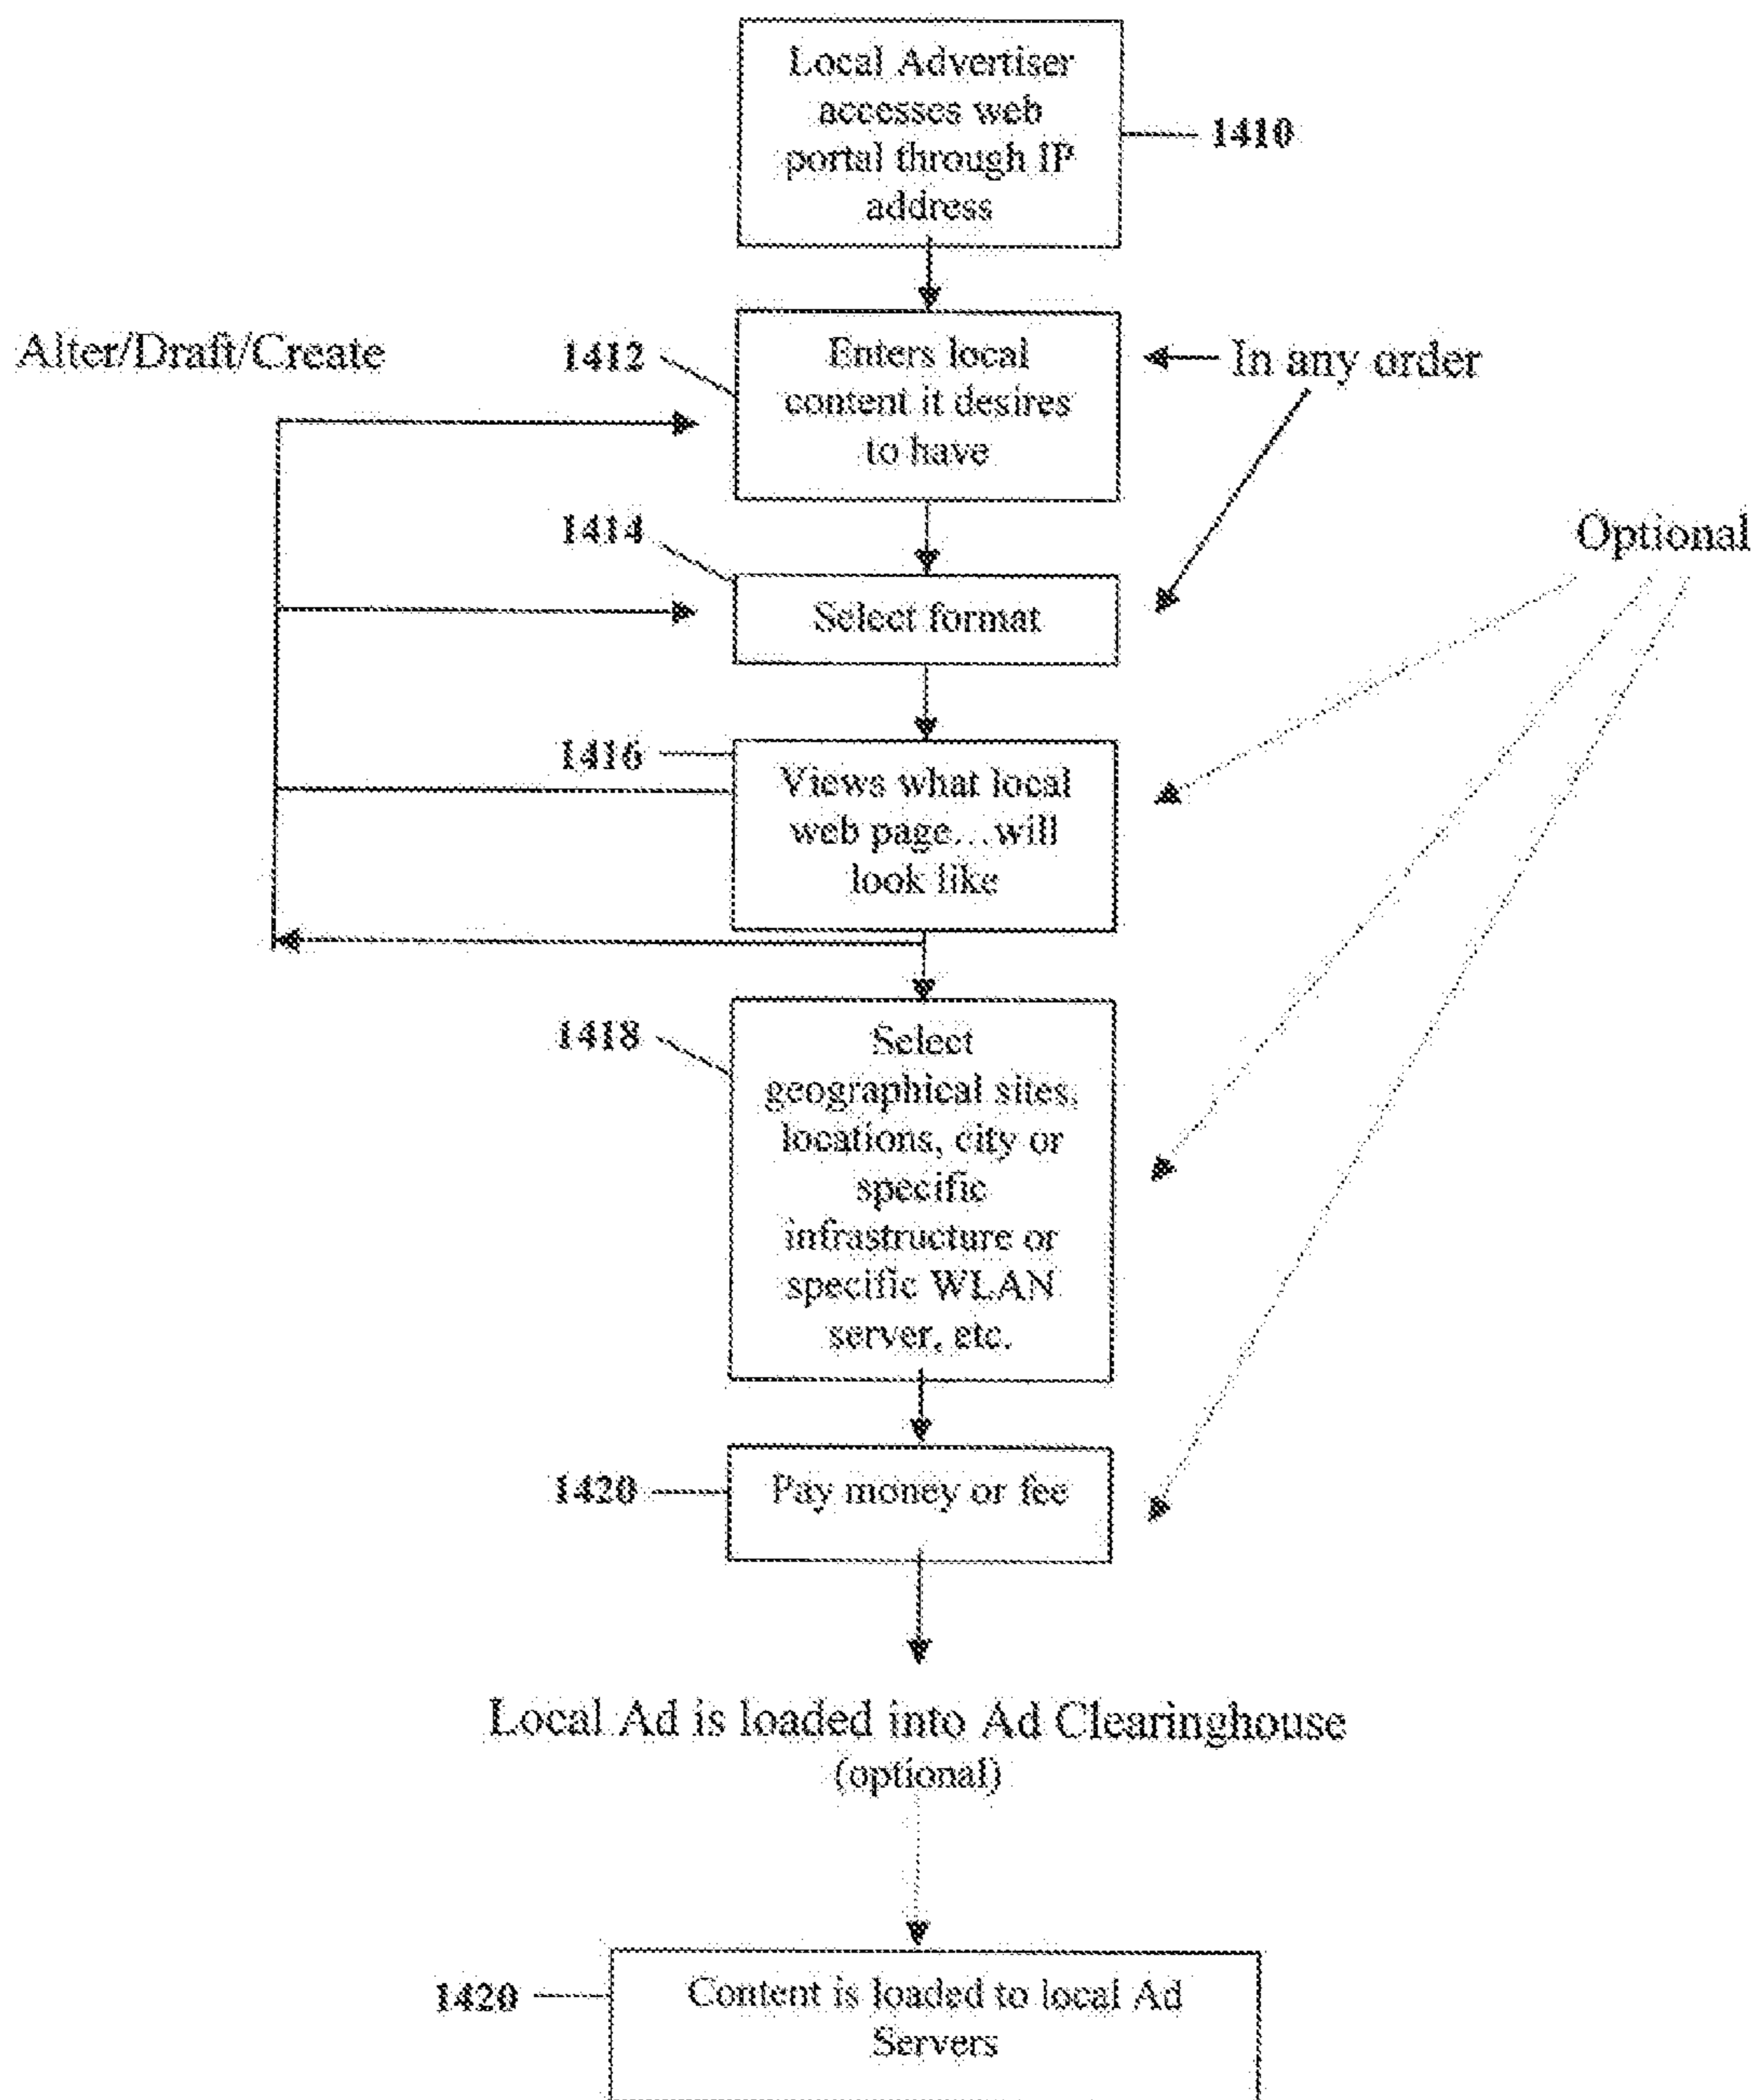 Local Advertiser
accesses web
portal through IP
address
1410
Alter/Draft/Create
1412
Enters local
content it desires
to have
In any order
1414
Select format
Optional
1416
Views what local
web page...will
look like
1418
Select
geographical sites,
locations, city or
specific
infrastructure or
specific WLAN
server, etc.
1420
Pay money or fee
Local Ad is loaded into Ad Clearinghouse
(optional)
1420
Content is loaded to local Ad
Servers